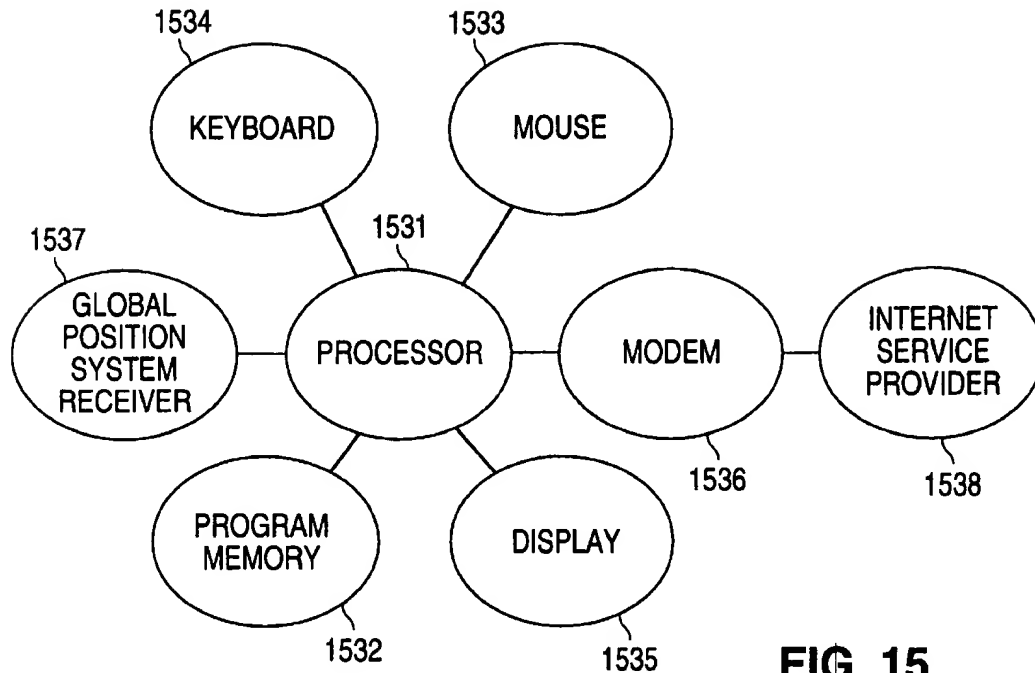 1534
1533
KEYBOARD
MOUSE
1531
1537
GLOBAL
POSITION
SYSTEM
RECEIVER
PROCESSOR
MODEM
INTERNET
SERVICE
PROVIDER
1536
1538
PROGRAM
MEMORY
DISPLAY
1532
1535
FIG. 15